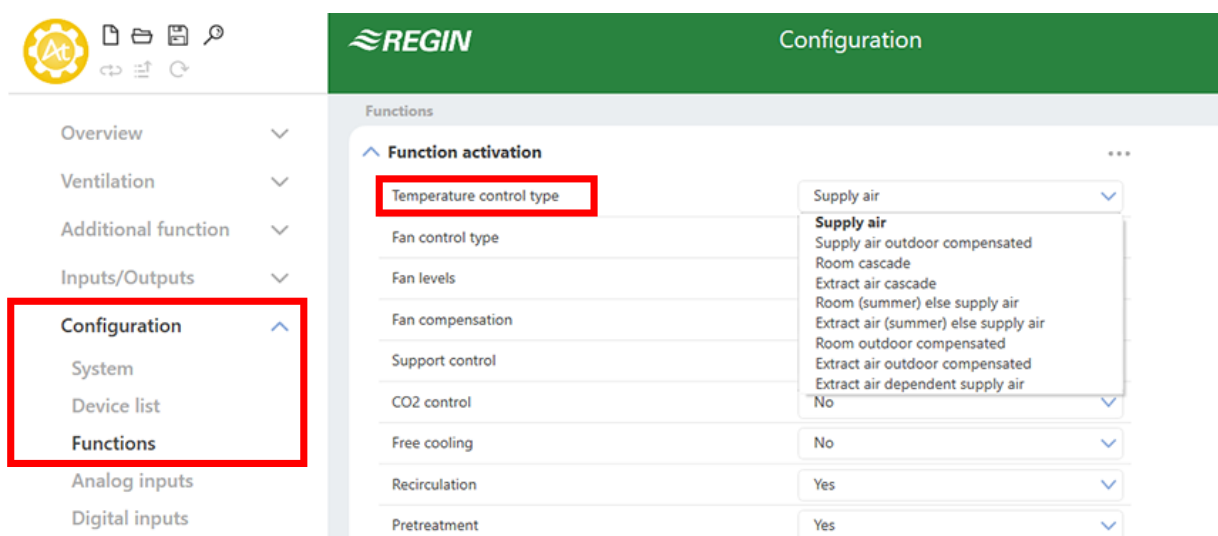 At
REGIN
Configuration
Overview
Ventilation
Additional function
Inputs/Outputs
Configuration
System
Device list
Functions
Analog inputs
Digital inputs
Functions
Function activation
Temperature control type
Supply air
Supply air
Supply air outdoor compensated
Room cascade
Extract air cascade
Room (summer) else supply air
Extract air (summer) else supply air
Room outdoor compensated
Extract air outdoor compensated
Extract air dependent supply air
Fan control type
Fan levels
Fan compensation
Support control
CO2 control
No
Free cooling
No
Recirculation
Yes
Pretreatment
Yes